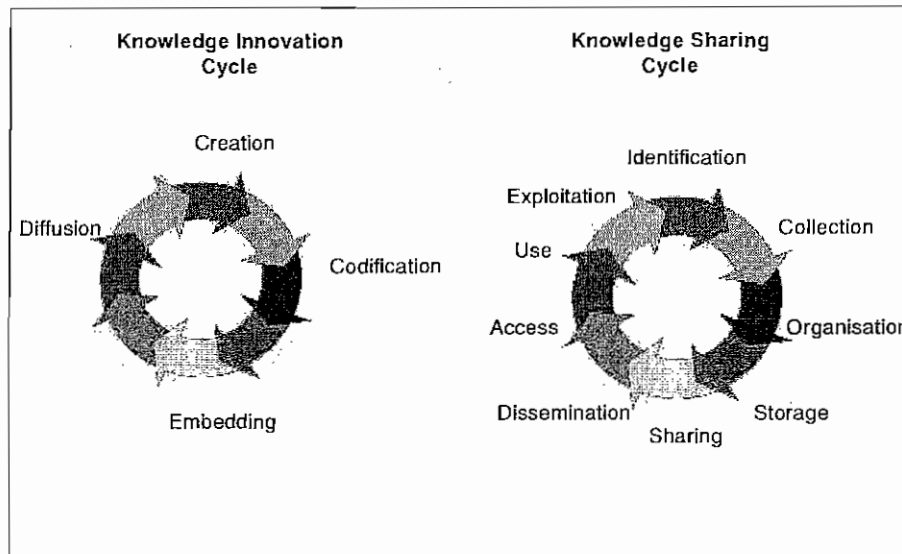 Knowledge Innovation
Cycle
Creation
Diffusion
Codification
Embedding
Knowledge Sharing
Cycle
Identification
Exploitation
Collection
Use
Access
Organisation
Dissemination
Storage
Sharing